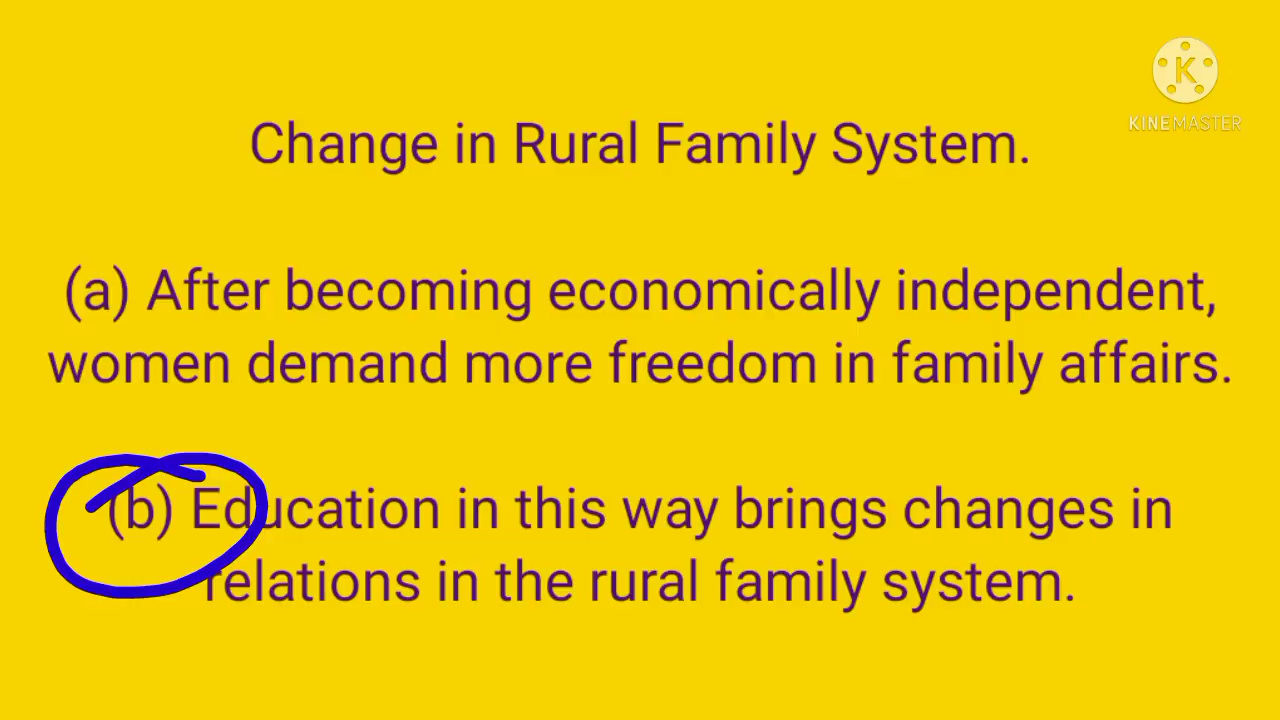 K
KINEMASTER
Change in Rural Family System.
(a) After becoming economically independent,
women demand more freedom in family affairs.
(b) Education in this way brings changes in
relations in the rural family system.